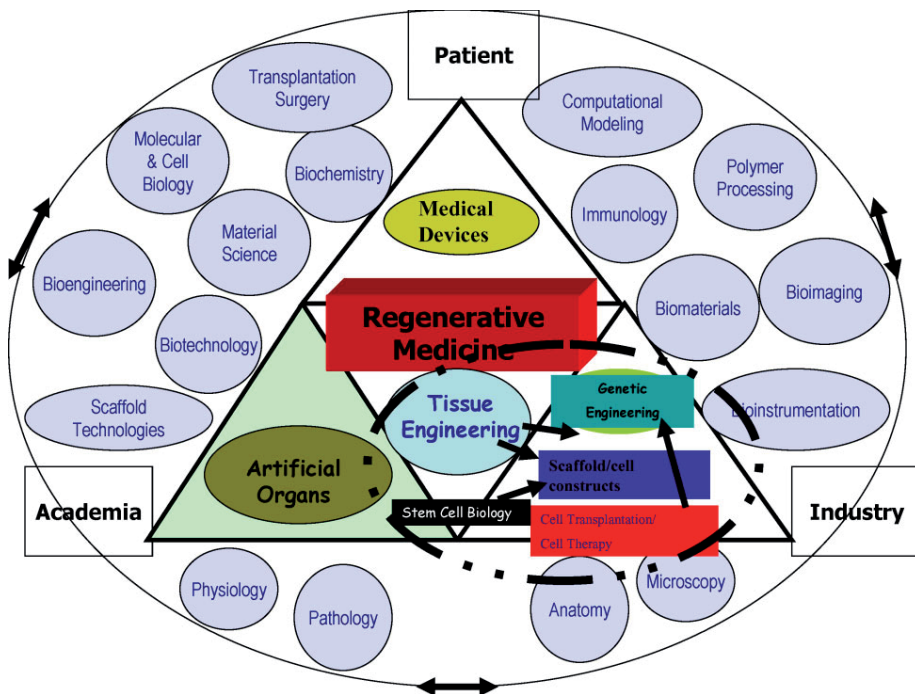 Patient
Transplantation
Surgery
Computational
Modeling
Molecular
& Cell
Biology
Biochemistry
Polymer
Processing
Medical
Devices
Immunology
Material
Science
Bioengineering
Biomaterials
Bioimaging
Regenerative
Medicine
Biotechnology
Scaffold
Technologies
Tissue
Engineering
Genetic
Engineering
Bioinstrumentation
Artificial
Organs
Scaffold/cell
constructs
Academia
Stem Cell Biology
Cell Transplantation/
Cell Therapy
Industry
Physiology
Pathology
Anatomy
Microscopy